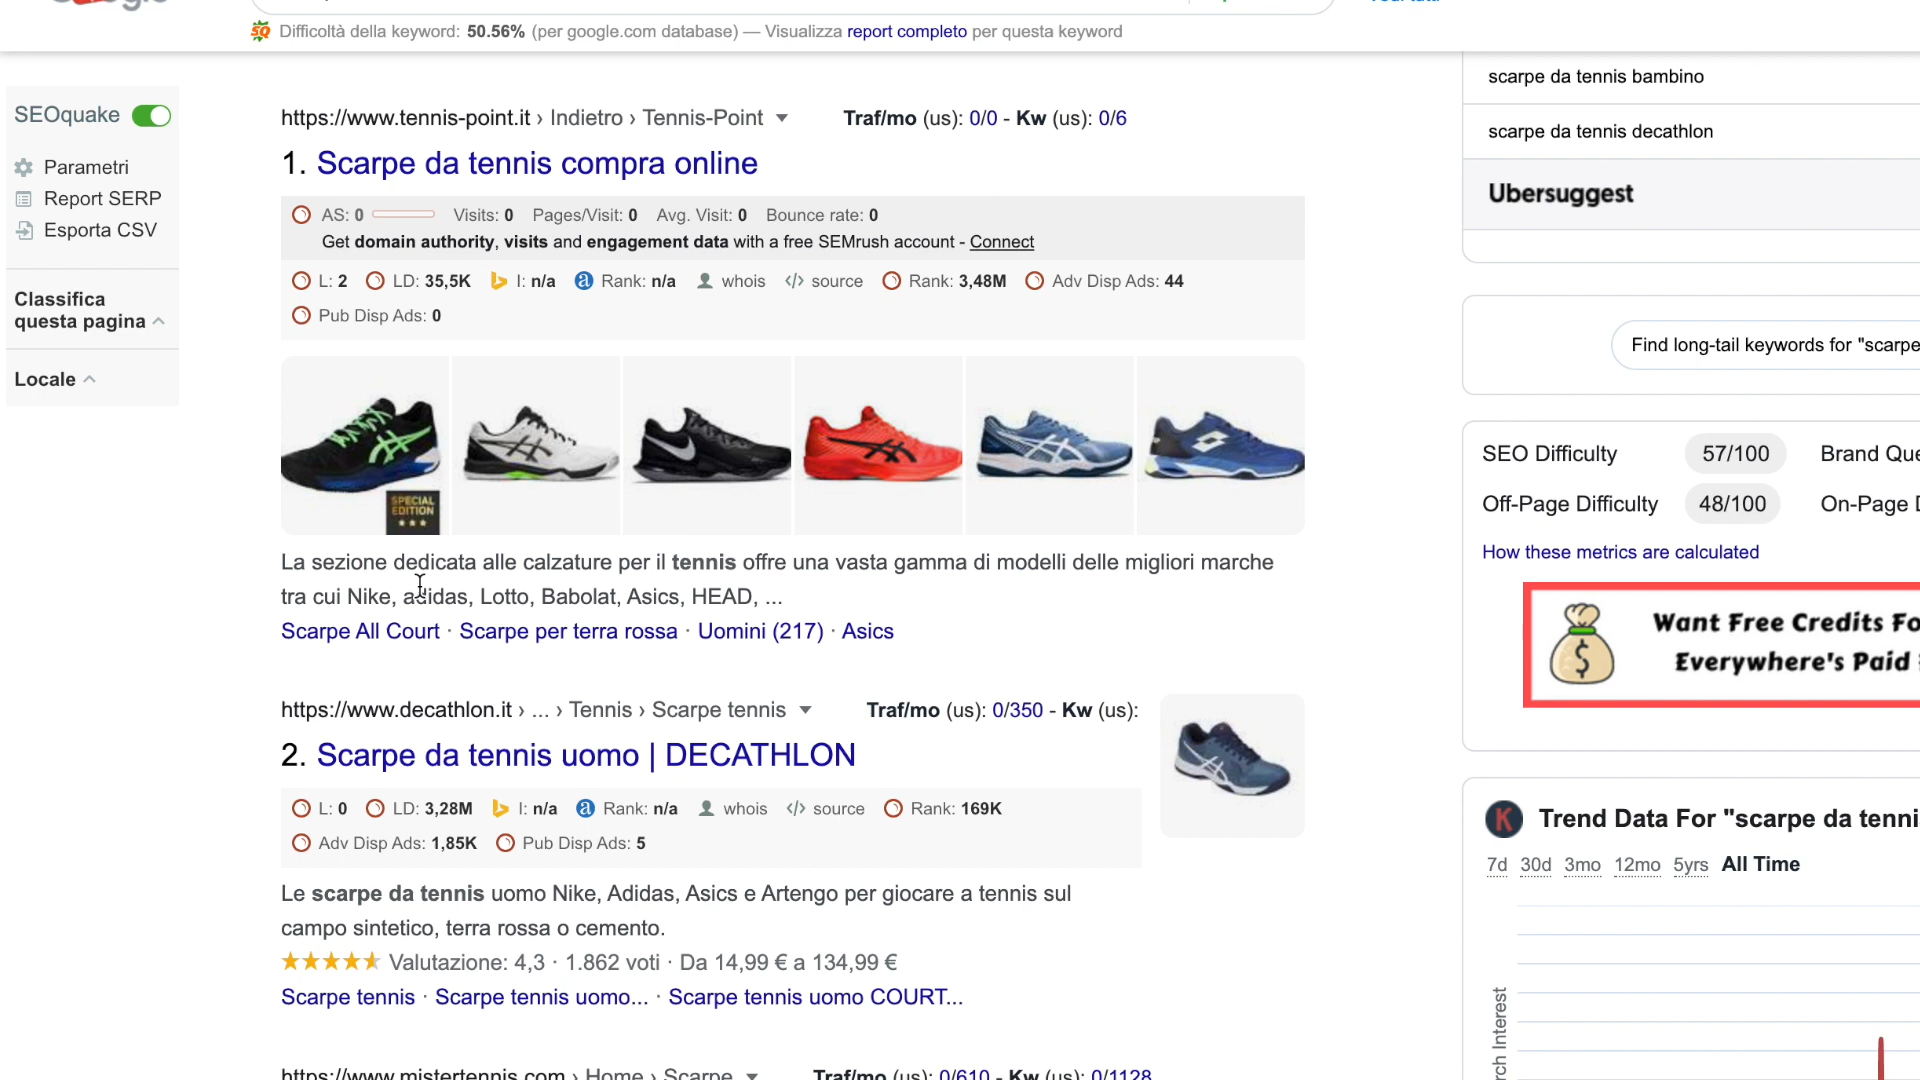 Difficoltà della keyword: 50.56% (per google.com database) — Visualizza report completo per questa keyword
SEOquake
Parametri
Report SERP
Esporta CSV
Classifica
questa pagina
Locale
https://www.tennis-point.it › Indietro › Tennis-Point
Traf/mo (us): 0/0 - Kw (us): 0/6
1. Scarpe da tennis compra online
AS: 0 Visits: 0 Pages/Visit: 0 Avg. Visit: 0 Bounce rate: 0
Get domain authority, visits and engagement data with a free SEMrush account - Connect
L: 2 LD: 35,5K I: n/a Rank: n/a whois source Rank: 3,48M Adv Disp Ads: 44
Pub Disp Ads: 0
SPECIAL
EDITION
La sezione dedicata alle calzature per il tennis offre una vasta gamma di modelli delle migliori marche
tra cui Nike, adidas, Lotto, Babolat, Asics, HEAD, ...
Scarpe All Court · Scarpe per terra rossa · Uomini (217) · Asics
https://www.decathlon.it › ... › Tennis › Scarpe tennis
Traf/mo (us): 0/350 - Kw (us):
2. Scarpe da tennis uomo | DECATHLON
L: 0 LD: 3,28M I: n/a Rank: n/a whois source Rank: 169K
Adv Disp Ads: 1,85K Pub Disp Ads: 5
Le scarpe da tennis uomo Nike, Adidas, Asics e Artengo per giocare a tennis sul
campo sintetico, terra rossa o cemento.
Valutazione: 4,3 · 1.862 voti · Da 14,99 € a 134,99 €
Scarpe tennis · Scarpe tennis uomo... · Scarpe tennis uomo COURT...
https://www.mistertennis.com › Home › Scarpe
Traf/mo (us): 0/610 - Kw (us): 0/1128
scarpe da tennis bambino
scarpe da tennis decathlon
Ubersuggest
Find long-tail keywords for "scarpe
SEO Difficulty 57/100 Brand Que
Off-Page Difficulty 48/100 On-Page D
How these metrics are calculated
Want Free Credits Fo
Everywhere's Paid
K Trend Data For "scarpe da tenni
7d 30d 3mo 12mo 5yrs All Time
rch Interest